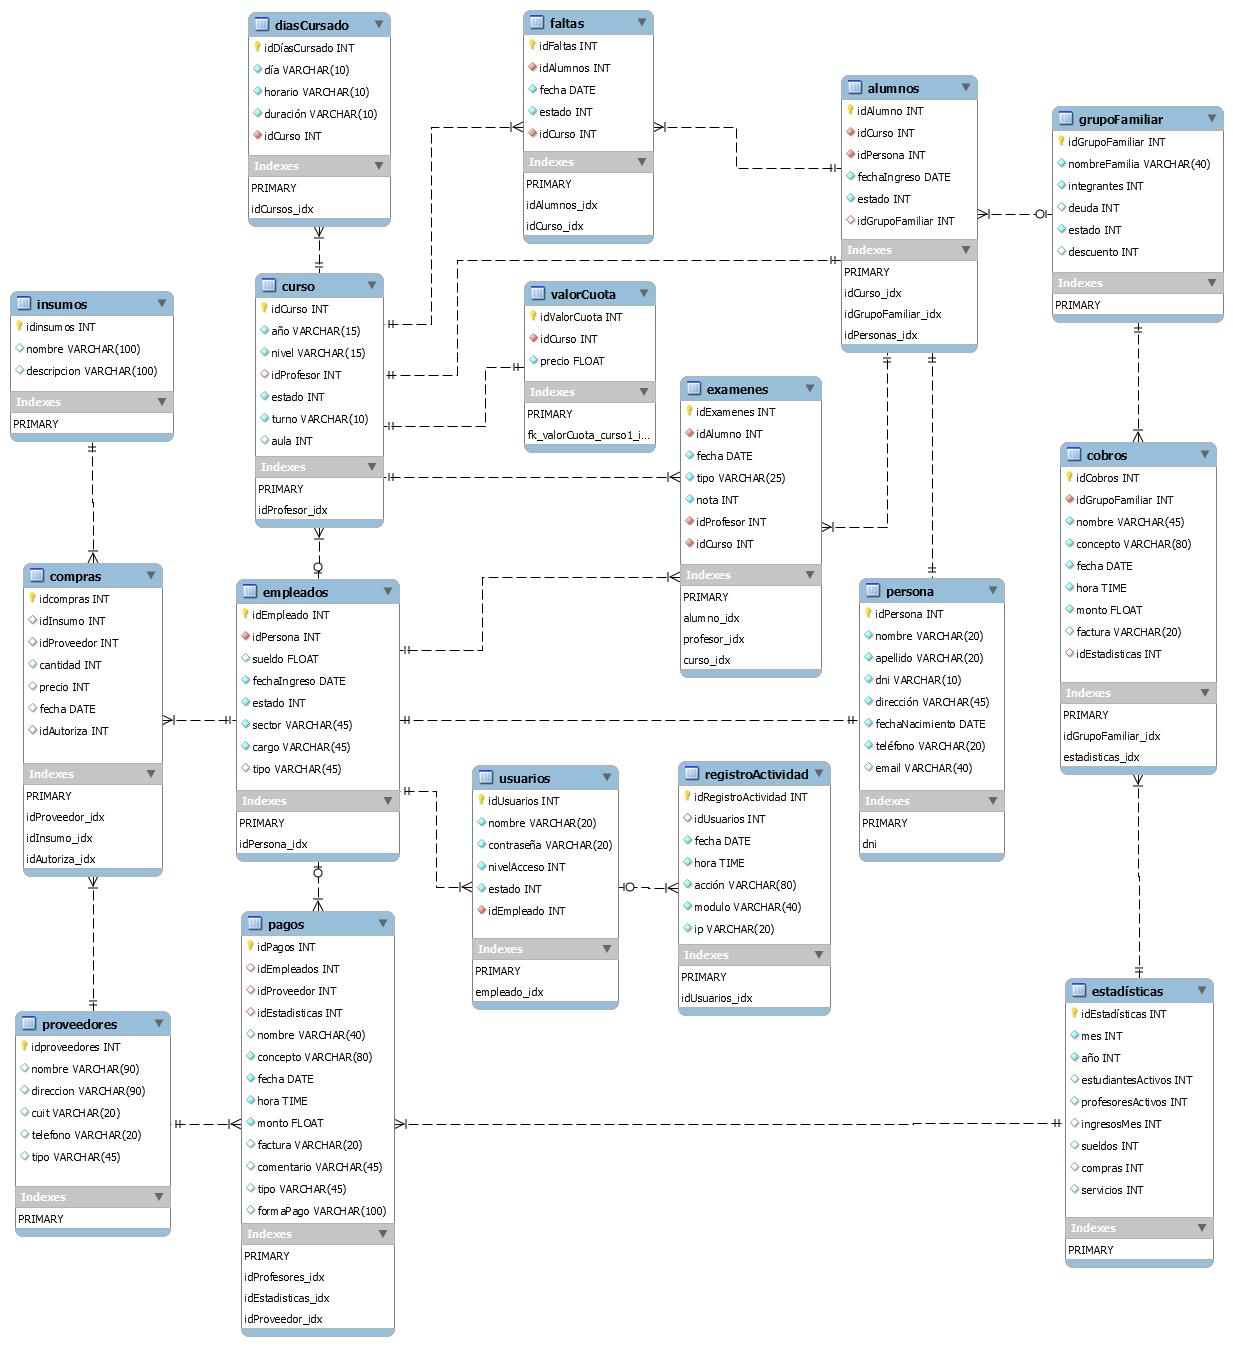 diasCursado
idDíasCursado INT
día VARCHAR(10)
horario VARCHAR(10)
duración VARCHAR(10)
idCurso INT
Indexes
PRIMARY
idCursos_idx
faltas
idFaltas INT
idAlumnos INT
fecha DATE
estado INT
idCurso INT
Indexes
PRIMARY
idAlumnos_idx
idCurso_idx
alumnos
idAlumno INT
idCurso INT
idPersona INT
fechaIngreso DATE
estado INT
idGrupoFamiliar INT
Indexes
PRIMARY
idCurso_idx
idGrupoFamiliar_idx
idPersonas_idx
grupoFamiliar
idGrupoFamiliar INT
nombreFamilia VARCHAR(40)
integrantes INT
deuda INT
estado INT
descuento INT
Indexes
PRIMARY
insumos
idinsumos INT
nombre VARCHAR(100)
descripcion VARCHAR(100)
Indexes
PRIMARY
curso
idCurso INT
año VARCHAR(15)
nivel VARCHAR(15)
idProfesor INT
estado INT
turno VARCHAR(10)
aula INT
Indexes
PRIMARY
idProfesor_idx
valorCuota
idValorCuota INT
idCurso INT
precio FLOAT
Indexes
PRIMARY
fk_valorCuota_curso1_i...
examenes
idExamenes INT
idAlumno INT
fecha DATE
tipo VARCHAR(25)
nota INT
idProfesor INT
idCurso INT
Indexes
PRIMARY
alumno_idx
profesor_idx
curso_idx
cobros
idCobros INT
idGrupoFamiliar INT
nombre VARCHAR(45)
concepto VARCHAR(80)
fecha DATE
hora TIME
monto FLOAT
factura VARCHAR(20)
idEstadisticas INT
Indexes
PRIMARY
idGrupoFamiliar_idx
estadisticas_idx
compras
idcompras INT
idInsumo INT
idProveedor INT
cantidad INT
precio INT
fecha DATE
idAutoriza INT
Indexes
PRIMARY
idProveedor_idx
idInsumo_idx
idAutoriza_idx
empleados
idEmpleado INT
idPersona INT
sueldo FLOAT
fechaIngreso DATE
estado INT
sector VARCHAR(45)
cargo VARCHAR(45)
tipo VARCHAR(45)
Indexes
PRIMARY
idPersona_idx
persona
idPersona INT
nombre VARCHAR(20)
apellido VARCHAR(20)
dni VARCHAR(10)
dirección VARCHAR(45)
fechaNacimiento DATE
teléfono VARCHAR(20)
email VARCHAR(40)
Indexes
PRIMARY
dni
usuarios
idUsuarios INT
nombre VARCHAR(20)
contraseña VARCHAR(20)
nivelAcceso INT
estado INT
idEmpleado INT
Indexes
PRIMARY
empleado_idx
registroActividad
idRegistroActividad INT
idUsuarios INT
fecha DATE
hora TIME
acción VARCHAR(80)
modulo VARCHAR(40)
ip VARCHAR(20)
Indexes
PRIMARY
idUsuarios_idx
proveedores
idproveedores INT
nombre VARCHAR(90)
direccion VARCHAR(90)
cuit VARCHAR(20)
telefono VARCHAR(20)
tipo VARCHAR(45)
Indexes
PRIMARY
pagos
idPagos INT
idEmpleados INT
idProveedor INT
idEstadisticas INT
nombre VARCHAR(40)
concepto VARCHAR(80)
fecha DATE
hora TIME
monto FLOAT
factura VARCHAR(20)
comentario VARCHAR(45)
tipo VARCHAR(45)
formaPago VARCHAR(100)
Indexes
PRIMARY
idProfesores_idx
idEstadisticas_idx
idProveedor_idx
estadísticas
idEstadísticas INT
mes INT
año INT
estudiantesActivos INT
profesoresActivos INT
ingresosMes INT
sueldos INT
compras INT
servicios INT
Indexes
PRIMARY